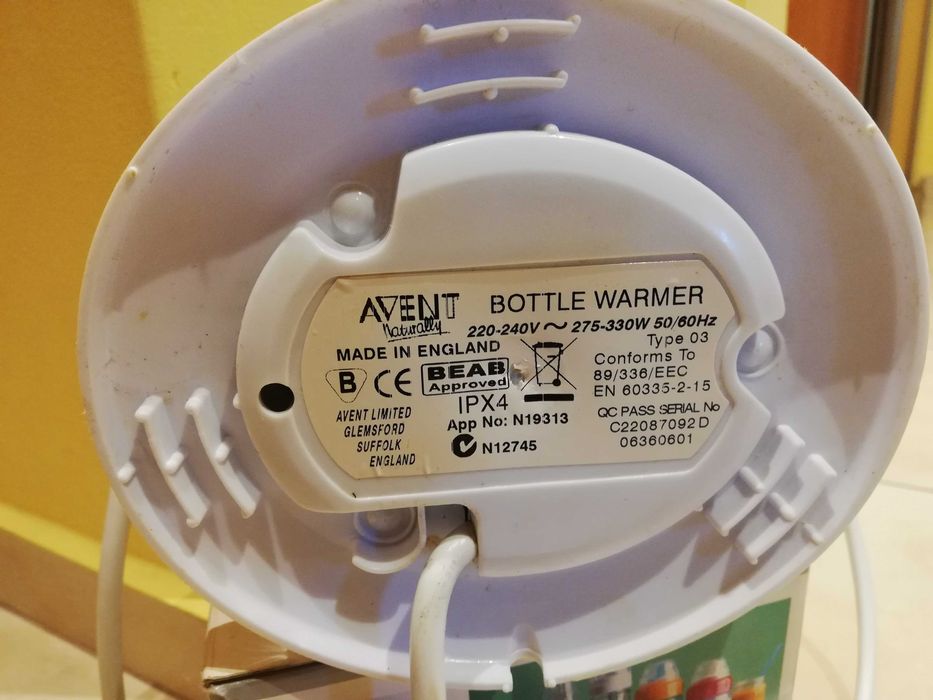 AVENT
Naturally
BOTTLE WARMER
220-240V ~ 275-330W 50/60Hz
MADE IN ENGLAND
B CE BEAB
Approved
IPX4
App No: N19313
N12745
AVENT LIMITED
GLEMSFORD
SUFFOLK
ENGLAND
Type 03
Conforms To
89/336/EEC
EN 60335-2-15
QC PASS SERIAL No
C22087092D
06360601